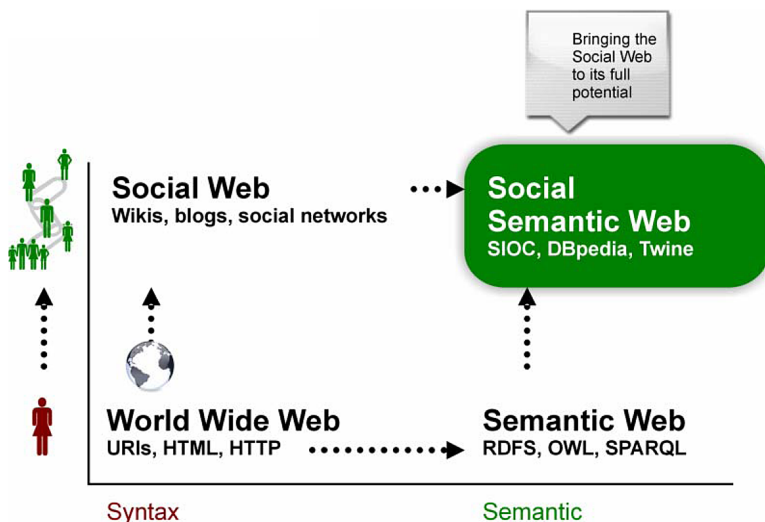 Bringing the
Social Web
to its full
potential
Social Web
Wikis, blogs, social networks
Social
Semantic Web
SIOC, DBpedia, Twine
World Wide Web
URIs, HTML, HTTP
Semantic Web
RDFS, OWL, SPARQL
Syntax
Semantic